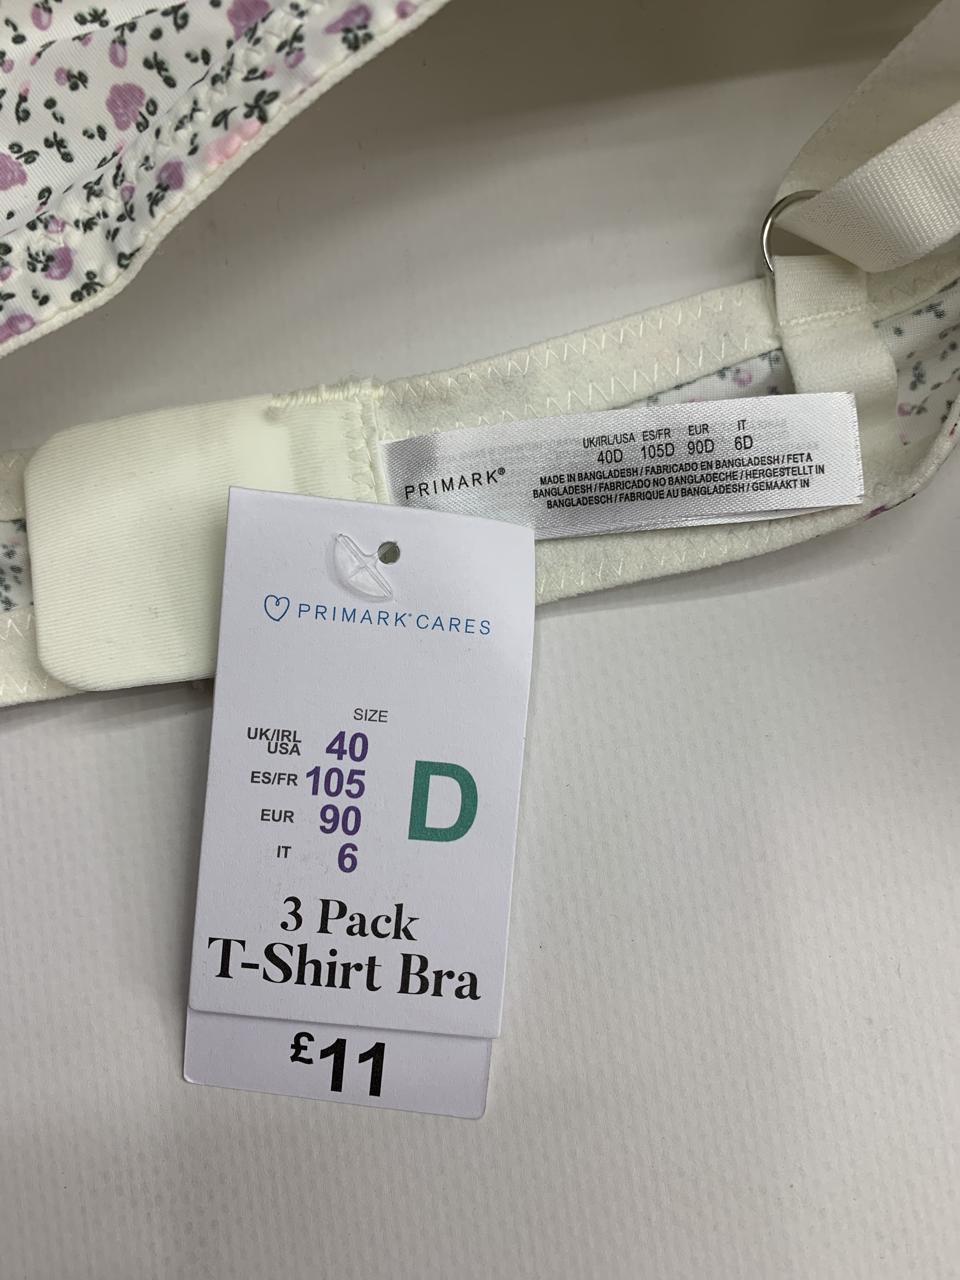 UK/IRL/USA ES/FR EUR IT
40D 105D 90D 6D
PRIMARK®
MADE IN BANGLADESH / FABRICADO EN BANGLADESH / FET A
BANGLADESH / FABRICADO NO BANGLADECHE / HERGESTELLT IN
BANGLADESCH / FABRIQUE AU BANGLADESH / GEMAAKT IN
PRIMARK® CARES
SIZE
UK/IRL USA 40
ES/FR 105
EUR 90
IT 6
D
3 Pack
T-Shirt Bra
£11